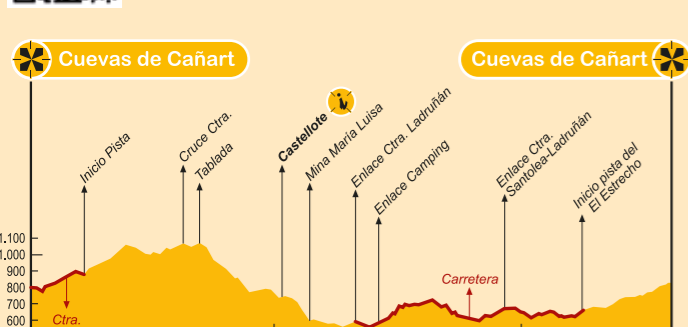 Cuevas de Cañart
Cuevas de Cañart
Inicio Pista
Cruce Ctra.
Tablada
Castellote
Mina María Luisa
Enlace Ctra. Ladruñán
Enlace Camping
Enlace Ctra.
Santolea-Ladruñán
Inicio pista del
El Estrecho
1.100
1.000
900
800
700
600
Ctra.
Carretera